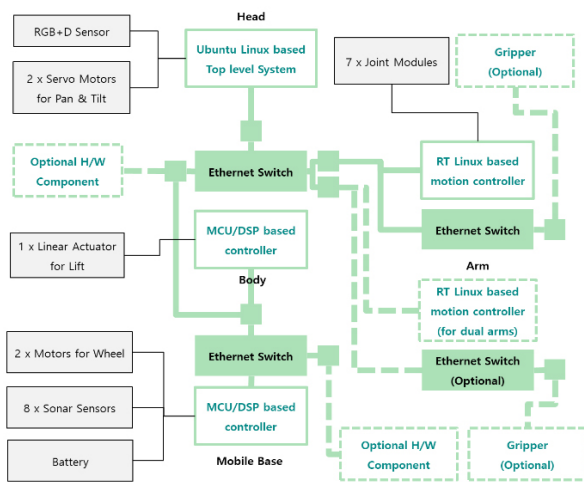 Head
RGB+D Sensor
Ubuntu Linux based
Top level System
2 x Servo Motors
for Pan & Tilt
7 x Joint Modules
Gripper
(Optional)
Optional H/W
Component
Ethernet Switch
RT Linux based
motion controller
Ethernet Switch
Arm
1 x Linear Actuator
for Lift
MCU/DSP based
controller
Body
RT Linux based
motion controller
(for dual arms)
2 x Motors for Wheel
Ethernet Switch
Ethernet Switch
(Optional)
8 x Sonar Sensors
MCU/DSP based
controller
Battery
Mobile Base
Optional H/W
Component
Gripper
(Optional)